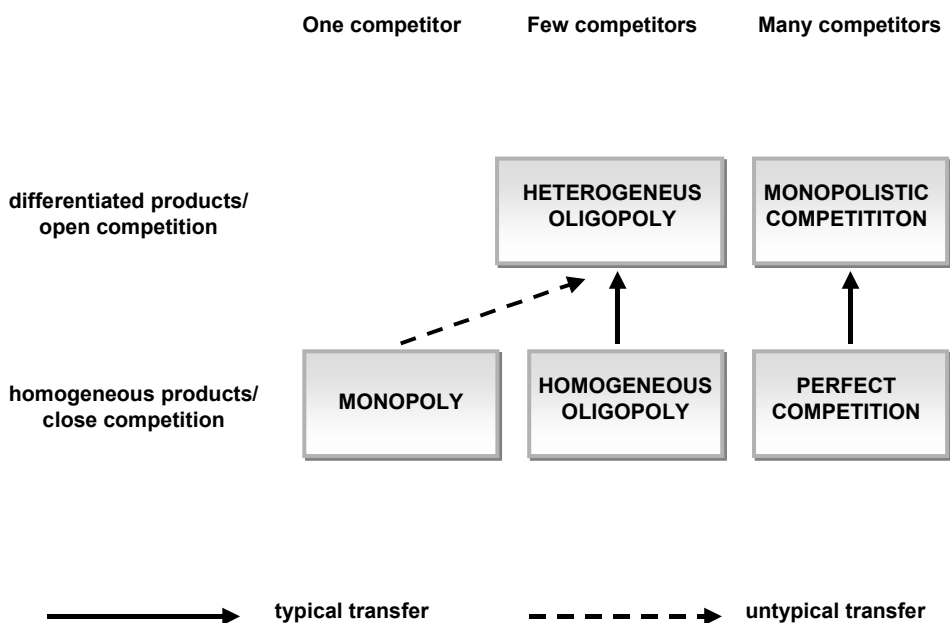 One competitor Few competitors Many competitors
differentiated products/
open competition
HETEROGENEUS
OLIGOPOLY
MONOPOLISTIC
COMPETITITON
homogeneous products/
close competition
MONOPOLY
HOMOGENEOUS
OLIGOPOLY
PERFECT
COMPETITION
typical transfer untypical transfer